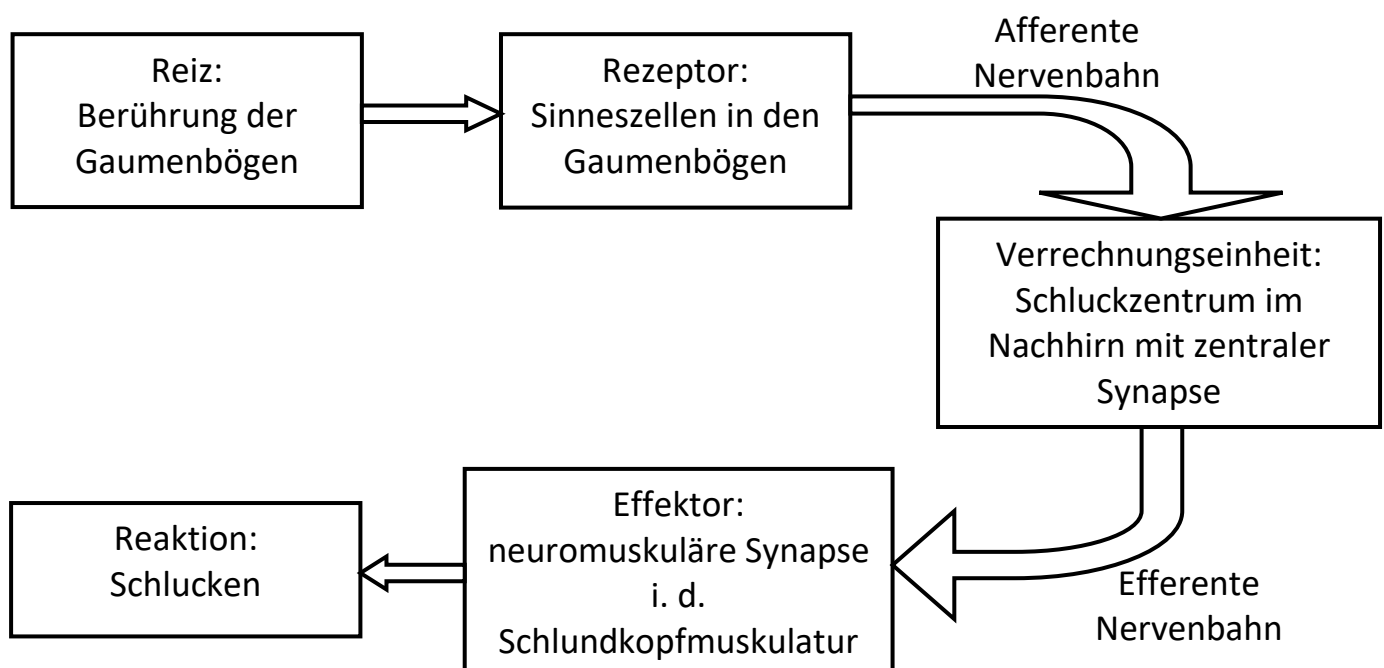 Reiz:
Berührung der
Gaumenbögen
Rezeptor:
Sinneszellen in den
Gaumenbögen
Afferente
Nervenbahn
Verrechnungseinheit:
Schluckzentrum im
Nachhirn mit zentraler
Synapse
Efferente
Nervenbahn
Effektor:
neuromuskuläre Synapse
i. d.
Schlundkopfmuskulatur
Reaktion:
Schlucken